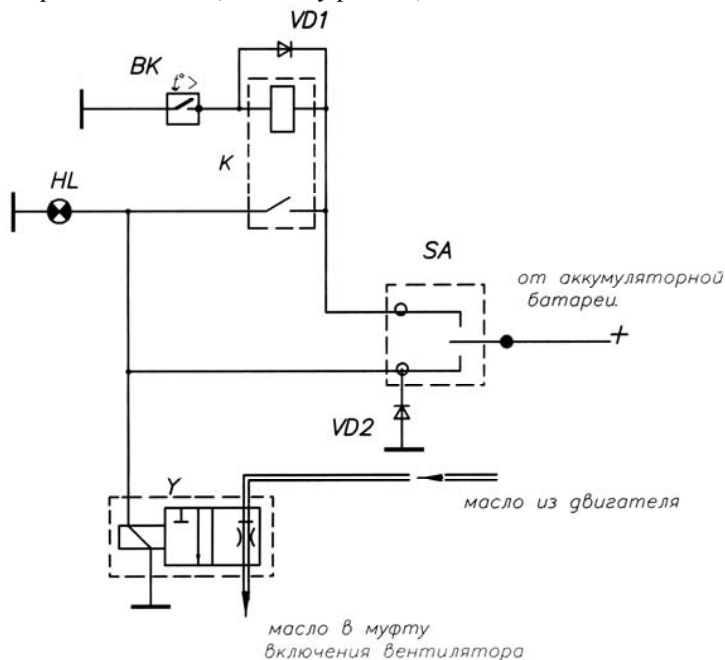 VD1
BK
t°>
K
HL
SA
от аккумуляторной
батареи.
+
VD2
Y
масло из двигателя
масло в муфту
включения вентилятора